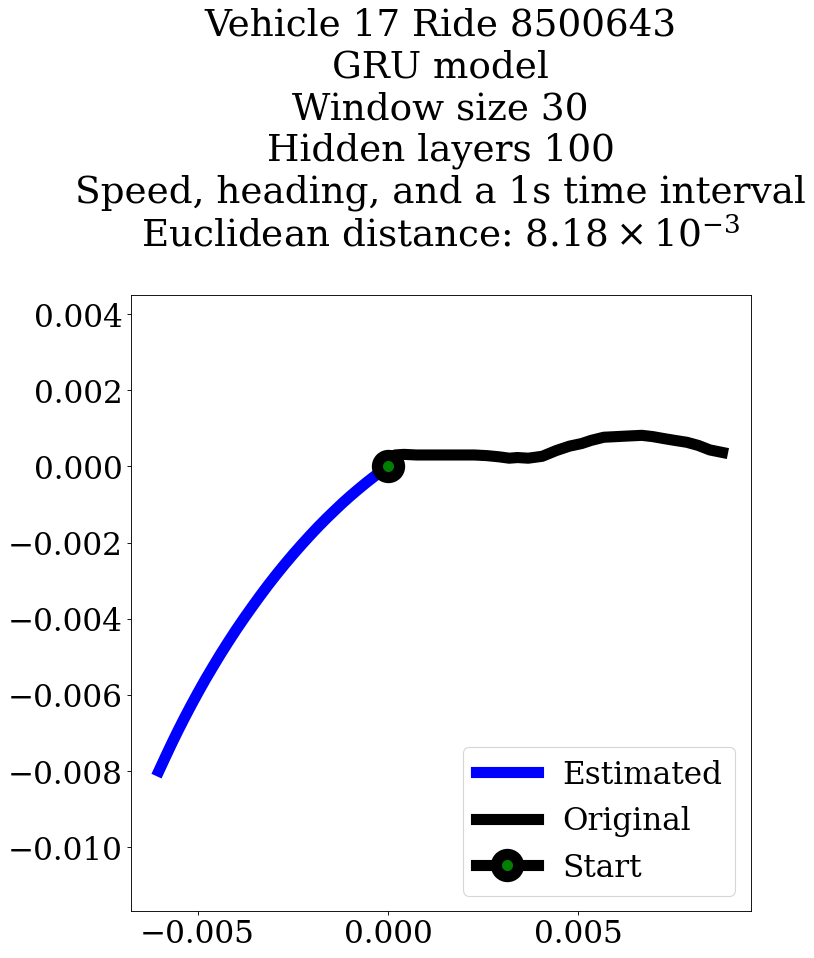 Vehicle 17 Ride 8500643
GRU model
Window size 30
Hidden layers 100
Speed, heading, and a 1s time interval
Euclidean distance: 8.18 × 10⁻³
0.004
0.002
0.000
−0.002
−0.004
−0.006
−0.008
−0.010
Estimated
Original
Start
−0.005 0.000 0.005